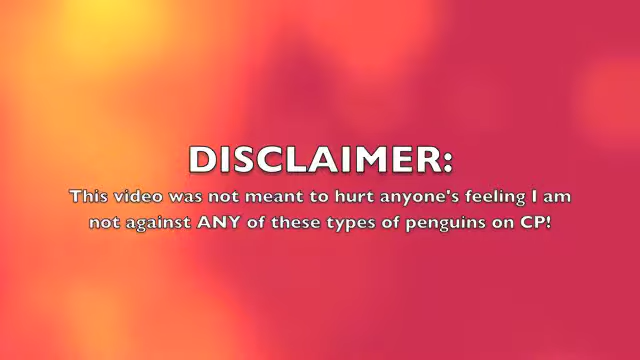 DISCLAIMER:
This video was not meant to hurt anyone's feeling I am
not against ANY of these types of penguins on CP!